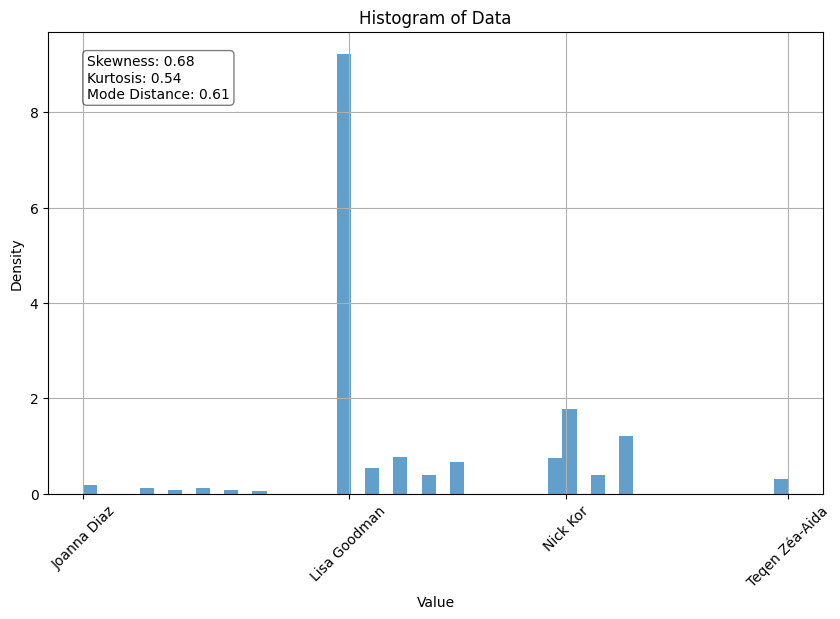 Histogram of Data
Skewness: 0.68
Kurtosis: 0.54
Mode Distance: 0.61
8
6
4
2
0
Density
Joanna Diaz
Lisa Goodman
Nick Kor
Teqen Zéa-Aida
Value